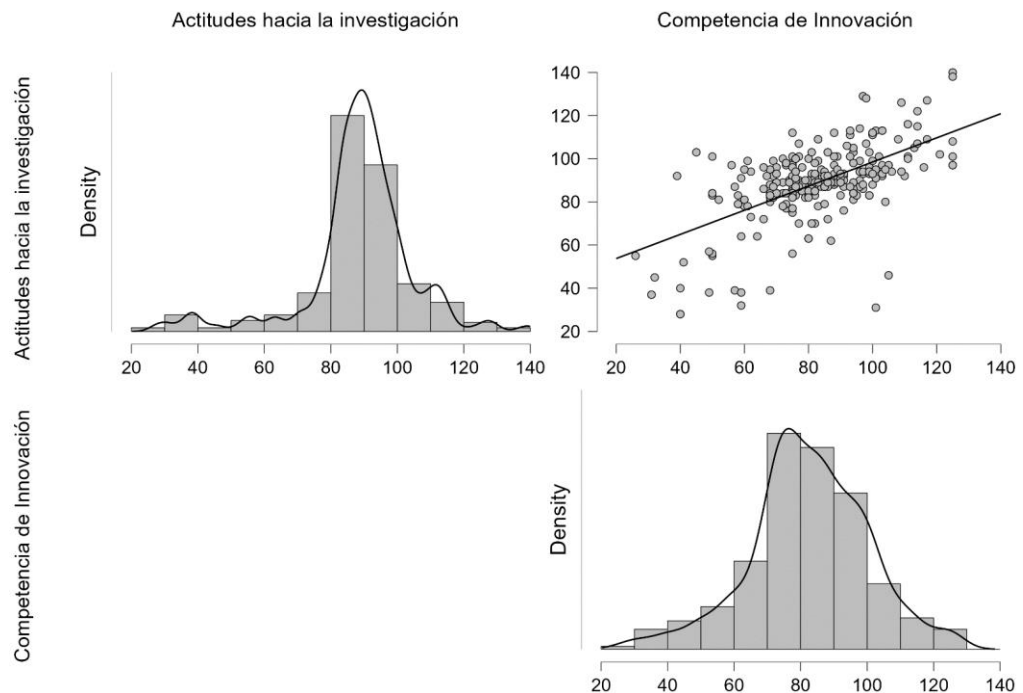 Actitudes hacia la investigación
Competencia de Innovación
Actitudes hacia la investigación
Density
20 40 60 80 100 120 140
140
120
100
80
60
40
20
20 40 60 80 100 120 140
Competencia de Innovación
Density
20 40 60 80 100 120 140